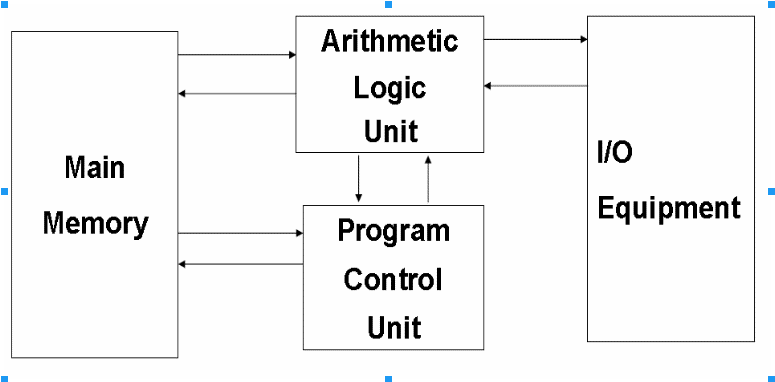 Main
Memory
Arithmetic
Logic
Unit
Program
Control
Unit
I/O
Equipment